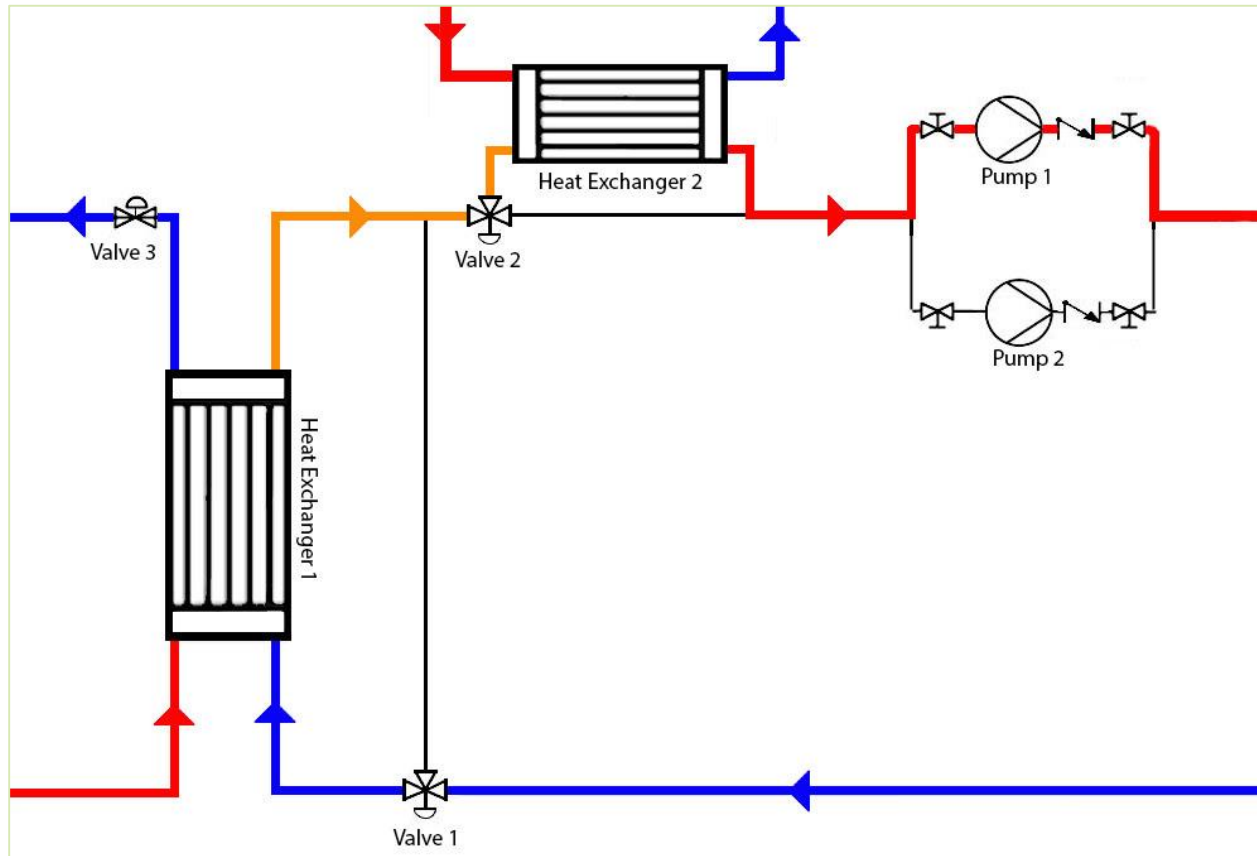 Heat Exchanger 2
Pump 1
Valve 3
Valve 2
Pump 2
Heat Exchanger 1
Valve 1